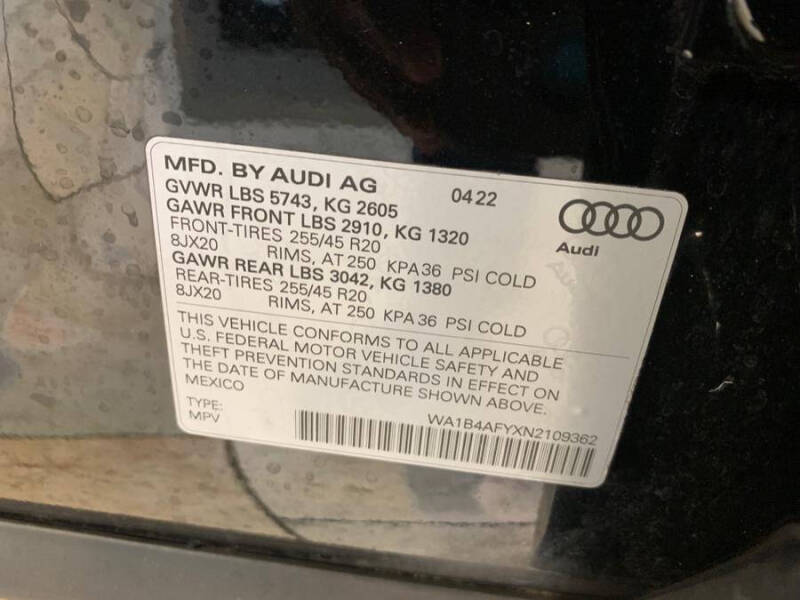 MFD. BY AUDI AG 0422
GVWR LBS 5743, KG 2605
GAWR FRONT LBS 2910, KG 1320
FRONT-TIRES 255/45 R20
8JX20 RIMS, AT 250 KPA36 PSI COLD
GAWR REAR LBS 3042, KG 1380
REAR-TIRES 255/45 R20
8JX20 RIMS, AT 250 KPA36 PSI COLD
Audi
THIS VEHICLE CONFORMS TO ALL APPLICABLE
U.S. FEDERAL MOTOR VEHICLE SAFETY AND
THEFT PREVENTION STANDARDS IN EFFECT ON
THE DATE OF MANUFACTURE SHOWN ABOVE.
MEXICO
TYPE:
MPV
WA1B4AFYXN2109362